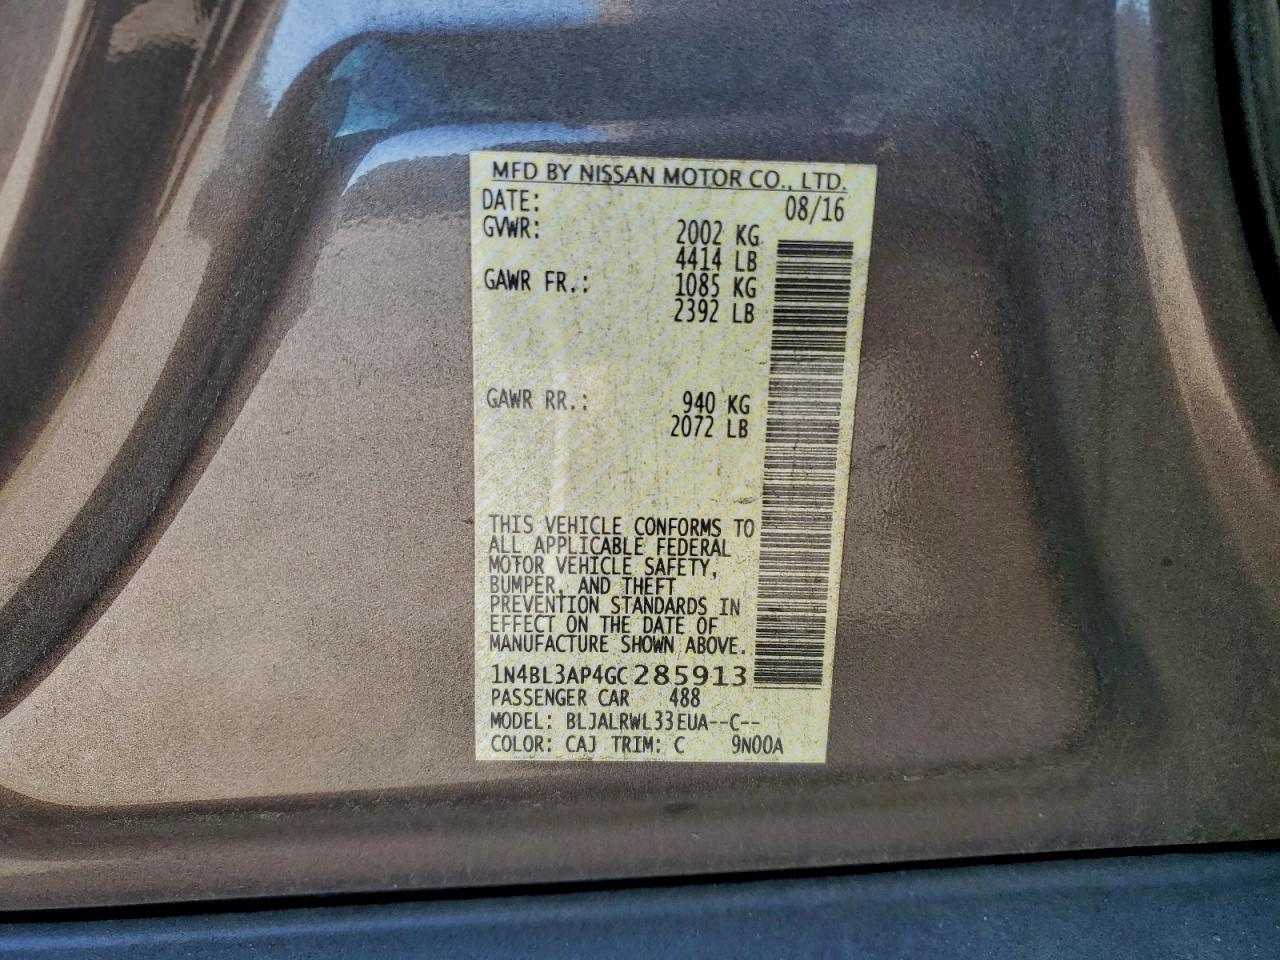 MFD BY NISSAN MOTOR CO., LTD.
DATE: 08/16
GVWR: 2002 KG
4414 LB
GAWR FR.: 1085 KG
2392 LB
GAWR RR.: 940 KG
2072 LB
THIS VEHICLE CONFORMS TO
ALL APPLICABLE FEDERAL
MOTOR VEHICLE SAFETY,
BUMPER, AND THEFT
PREVENTION STANDARDS IN
EFFECT ON THE DATE OF
MANUFACTURE SHOWN ABOVE.
1N4BL3AP4GC285913
PASSENGER CAR 488
MODEL: BLJALRWL33EUA--C--
COLOR: CAJ TRIM: C 9N00A